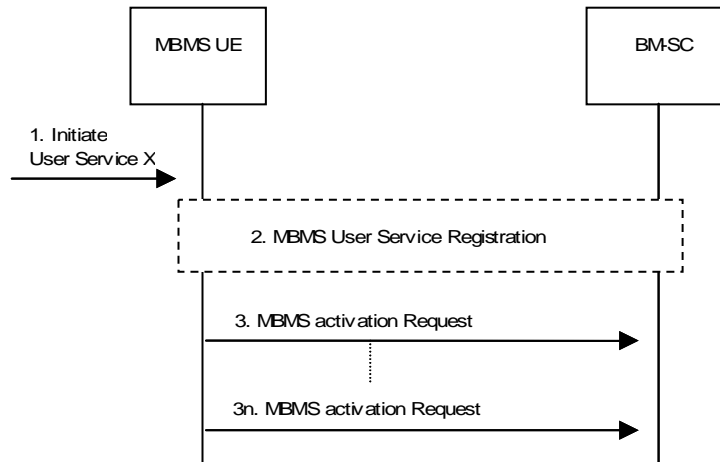 MBMS UE
BM-SC
1. Initiate
User Service X
2. MBMS User Service Registration
3. MBMS activation Request
3n. MBMS activation Request